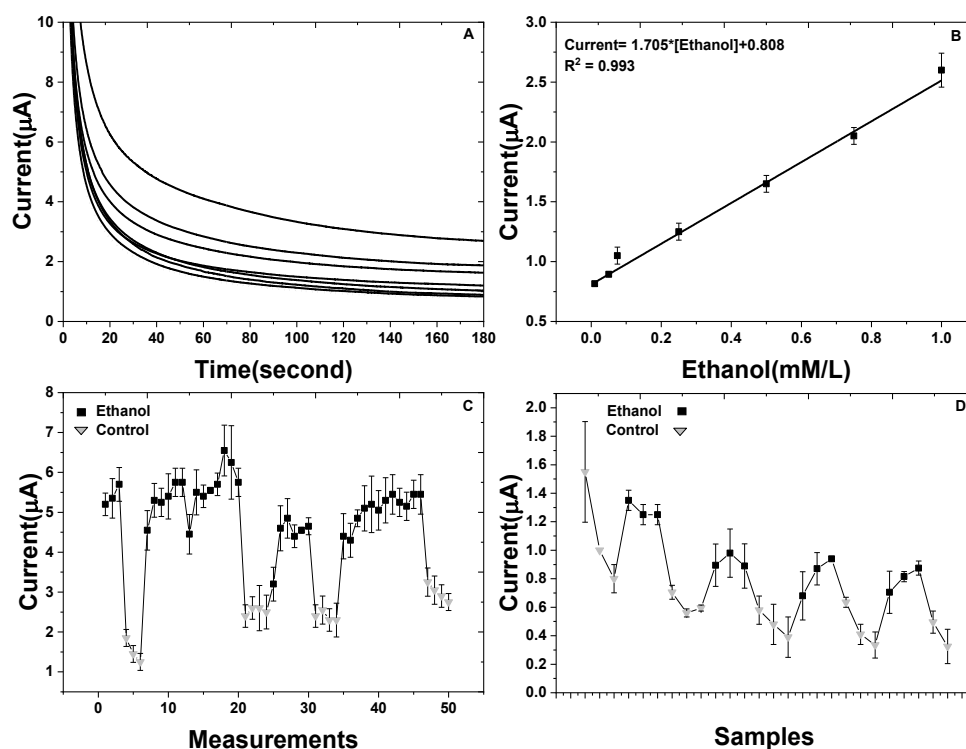 A
Current(μA)
10
8
6
4
2
0
0 20 40 60 80 100 120 140 160 180
Time(second)
B
Current= 1.705*[Ethanol]+0.808
R² = 0.993
Current(μA)
3.0
2.5
2.0
1.5
1.0
0.5
0.0 0.2 0.4 0.6 0.8 1.0
Ethanol(mM/L)
C
Ethanol
Control
Current(μA)
8
7
6
5
4
3
2
1
0
0 10 20 30 40 50
Measurements
D
Ethanol
Control
Current(μA)
2.0
1.8
1.6
1.4
1.2
1.0
0.8
0.6
0.4
0.2
0.0
Samples